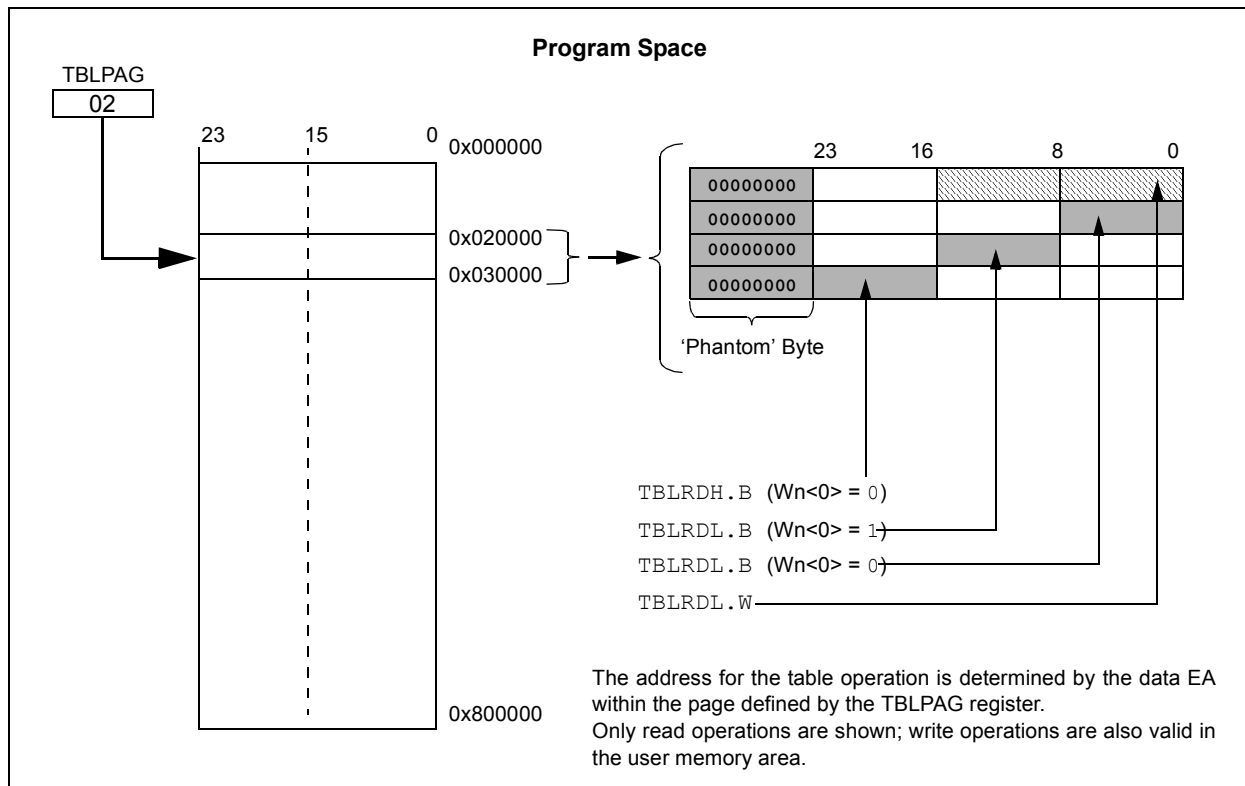 Program Space
TBLPAG
02
23 15 0
0x000000
0x020000
0x030000
0x800000
23 16 8 0
00000000
00000000
00000000
00000000
‘Phantom’ Byte
TBLRDH.B (Wn<0> = 0)
TBLRDL.B (Wn<0> = 1)
TBLRDL.B (Wn<0> = 0)
TBLRDL.W
The address for the table operation is determined by the data EA
within the page defined by the TBLPAG register.
Only read operations are shown; write operations are also valid in
the user memory area.